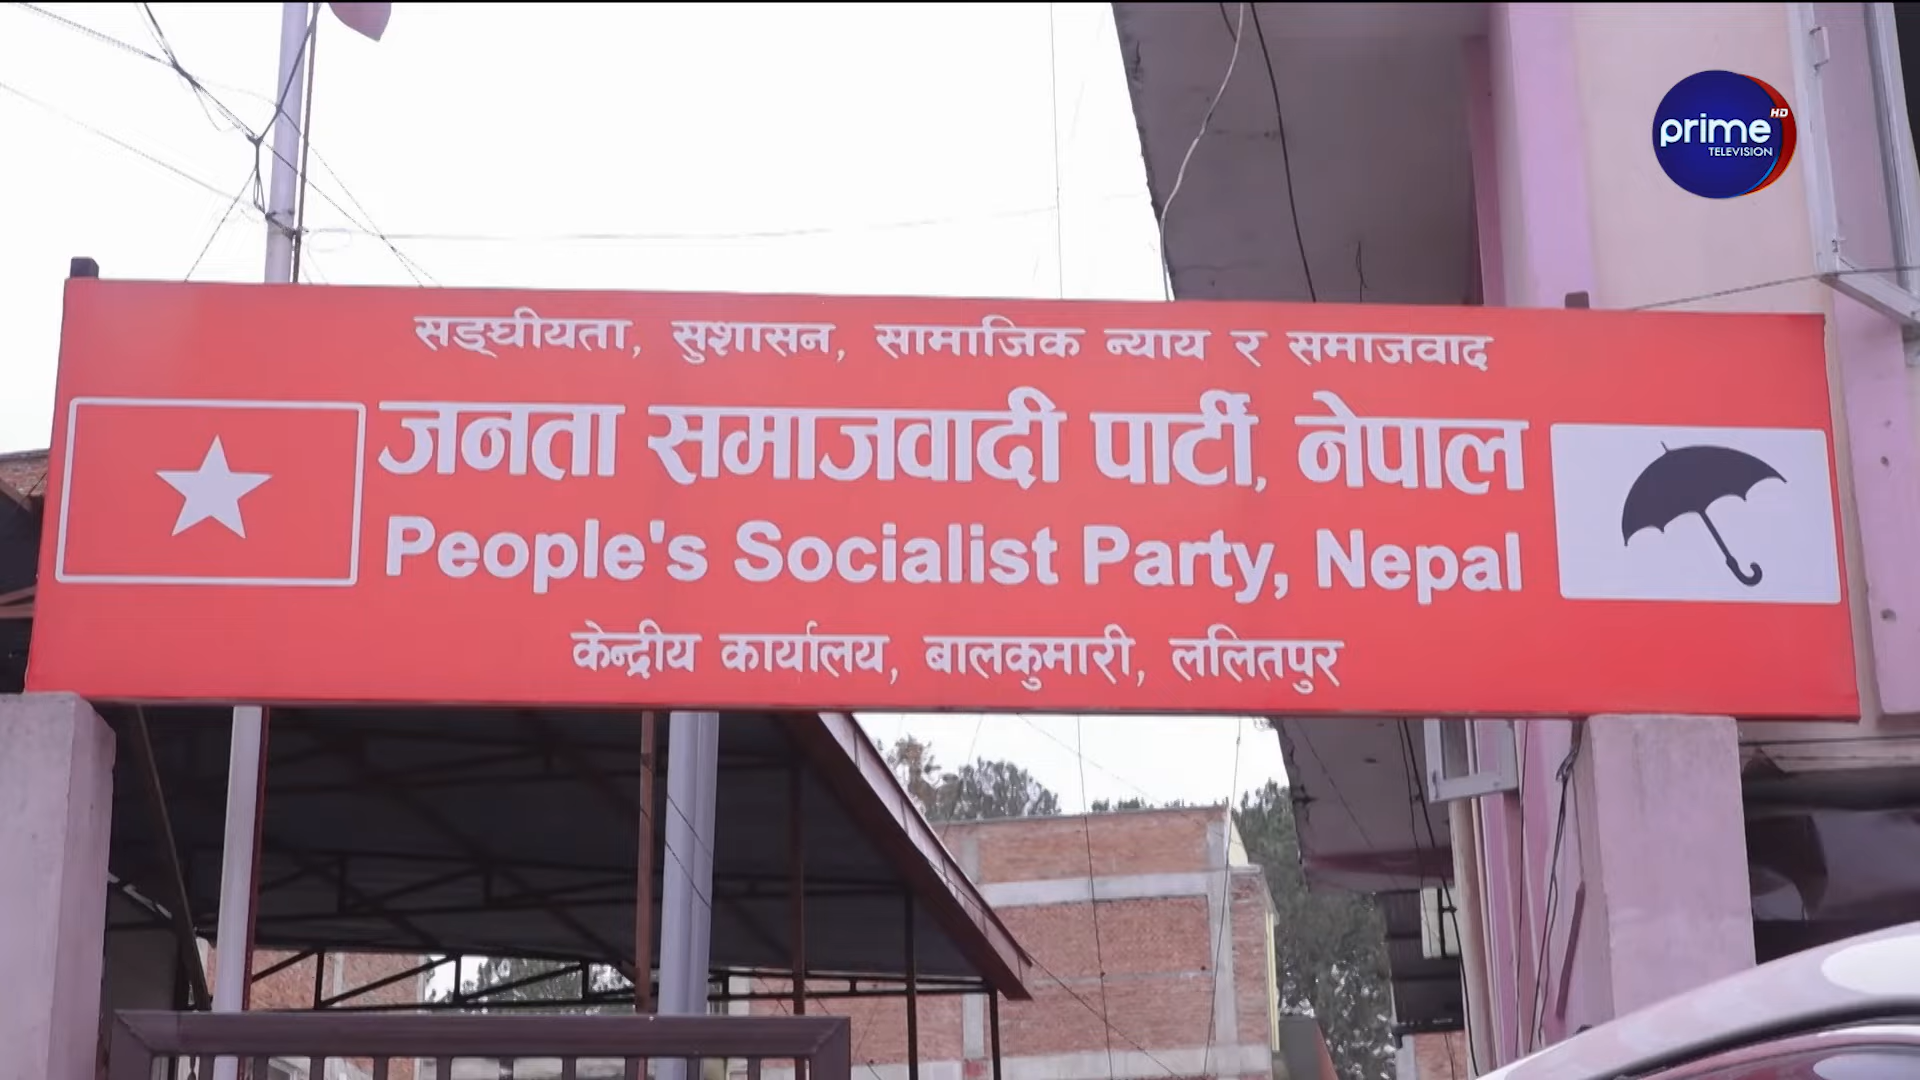 prime HD
TELEVISION
सङ्घीयता, सुशासन, सामाजिक न्याय र समाजवाद
जनता समाजवादी पार्टी, नेपाल
People's Socialist Party, Nepal
केन्द्रीय कार्यालय, बालकुमारी, ललितपुर